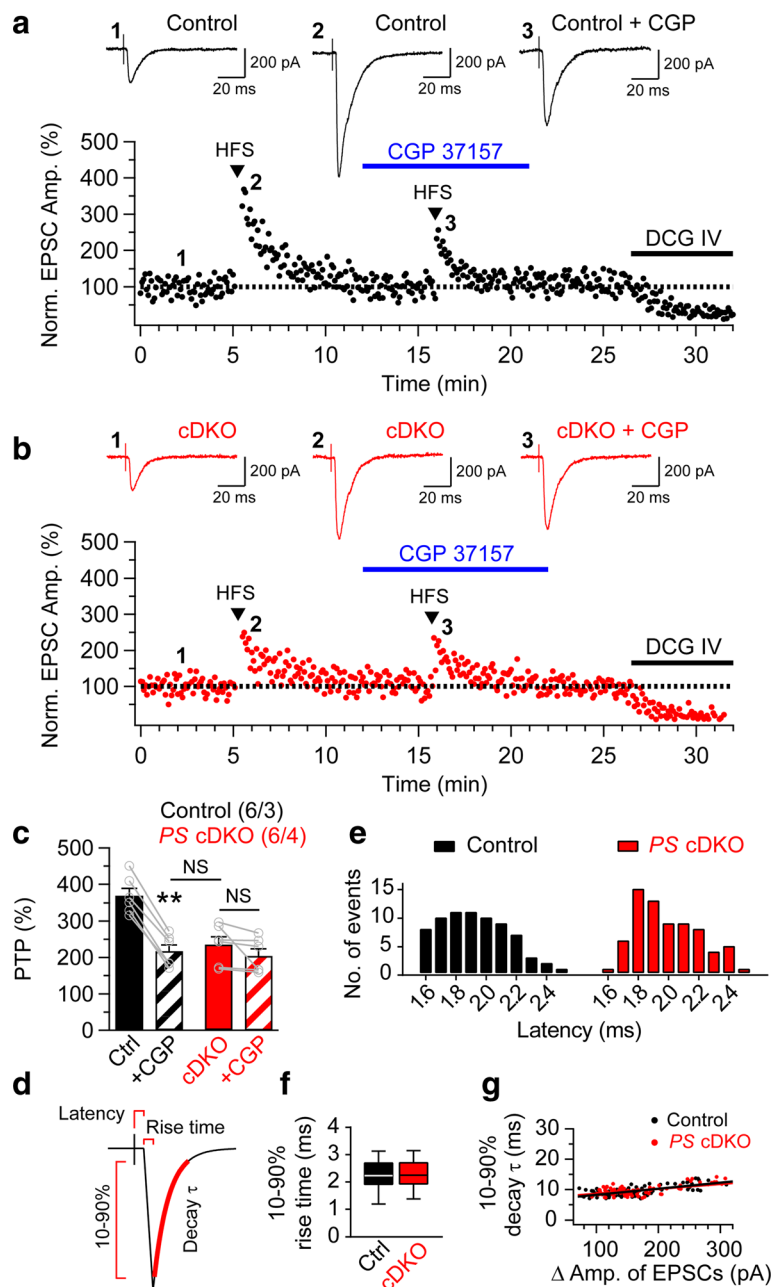 a
1 Control 2 Control 3 Control + CGP
200 pA 200 pA 200 pA
20 ms 20 ms 20 ms
Norm. EPSC Amp. (%)
500
400
300
200
100
HFS
CGP 37157
2
HFS
3
1
DCG IV
0 5 10 15 20 25 30
Time (min)
b
1 cDKO 2 cDKO 3 cDKO + CGP
200 pA 200 pA 200 pA
20 ms 20 ms 20 ms
Norm. EPSC Amp. (%)
500
400
300
200
100
CGP 37157
HFS
HFS
2
3
1
DCG IV
0 5 10 15 20 25 30
Time (min)
c
Control (6/3)
PS cDKO (6/4)
PTP (%)
500
400
300
200
100
0
NS
**
NS
Ctrl +CGP cDKO +CGP
e
Control PS cDKO
No. of events
15
10
5
0
1.6 1.8 2.0 2.2 2.4 1.6 1.8 2.0 2.2 2.4
Latency (ms)
d
Latency
Rise time
10-90%
Decay τ
f
10-90%
rise time (ms)
4
3
2
1
0
Ctrl cDKO
g
Control
PS cDKO
10-90%
decay τ (ms)
30
20
10
0
100 200 300
Δ Amp. of EPSCs (pA)